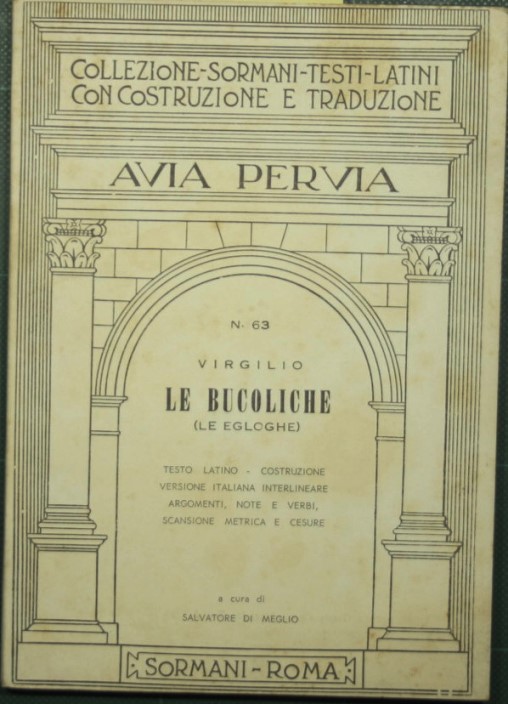 COLLEZIONE-SORMANI-TESTI-LATINI
CON COSTRUZIONE E TRADUZIONE
AVIA PERVIA
N. 63
VIRGILIO
LE BUCOLICHE
(LE EGLOGHE)
TESTO LATINO - COSTRUZIONE
VERSIONE ITALIANA INTERLINEARE
ARGOMENTI, NOTE E VERBI,
SCANSIONE METRICA E CESURE
a cura di
SALVATORE DI MEGLIO
SORMANI-ROMA